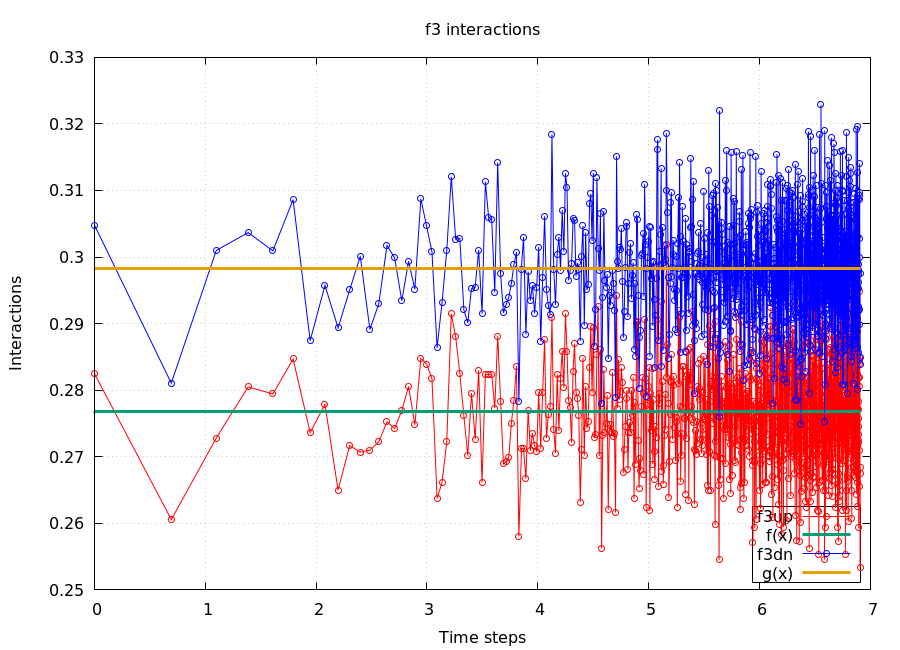 f3 interactions
0.33
0.32
0.31
0.3
0.29
0.28
0.27
0.26
0.25
Interactions
f3up
f(x)
f3dn
g(x)
0 1 2 3 4 5 6 7
Time steps